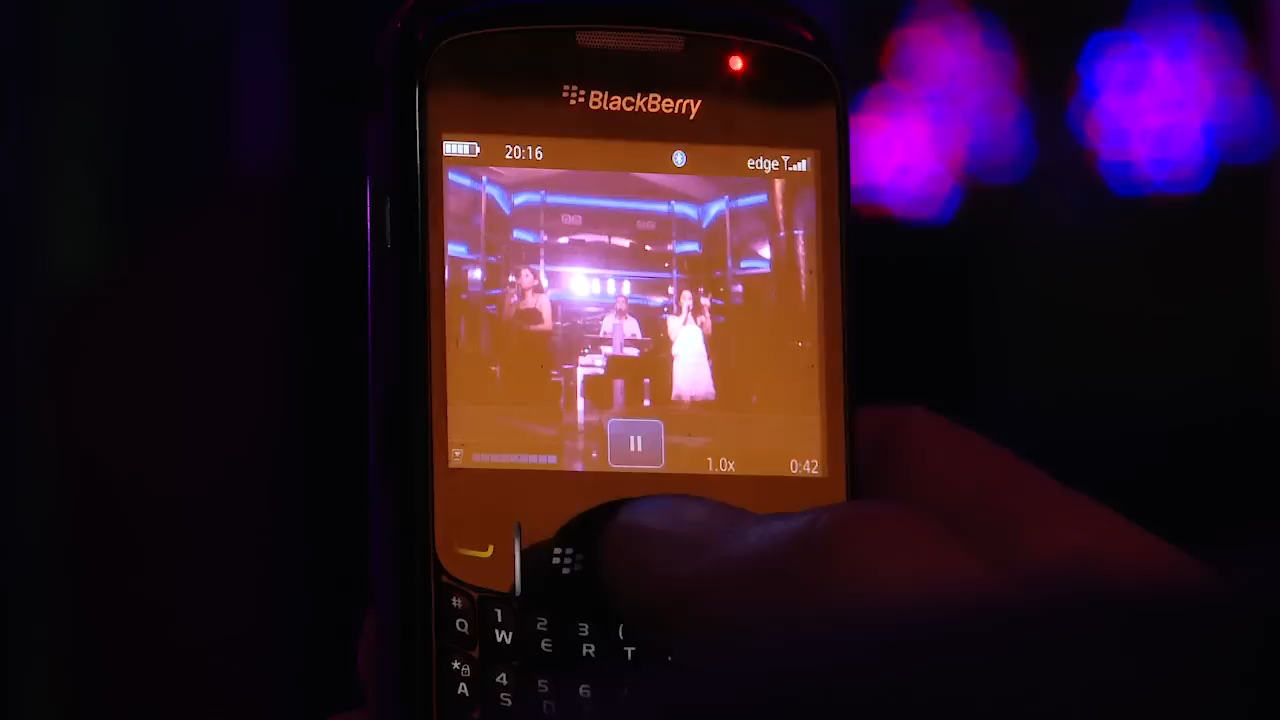 BlackBerry
20:16 edge
1.0x 0:42
# 1 2 3 (
Q W E R T
* 4 5 6
A S D